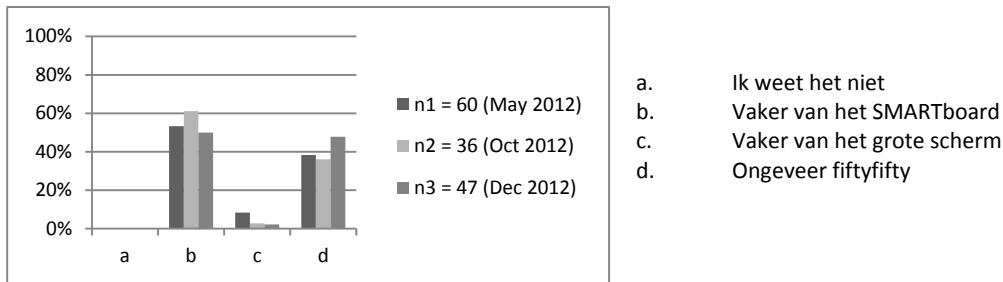 100%
80%
60%
40%
20%
0%
a b c d
n1 = 60 (May 2012)
n2 = 36 (Oct 2012)
n3 = 47 (Dec 2012)
a. Ik weet het niet
b. Vaker van het SMARTboard
c. Vaker van het grote scherm
d. Ongeveer fiftyfifty